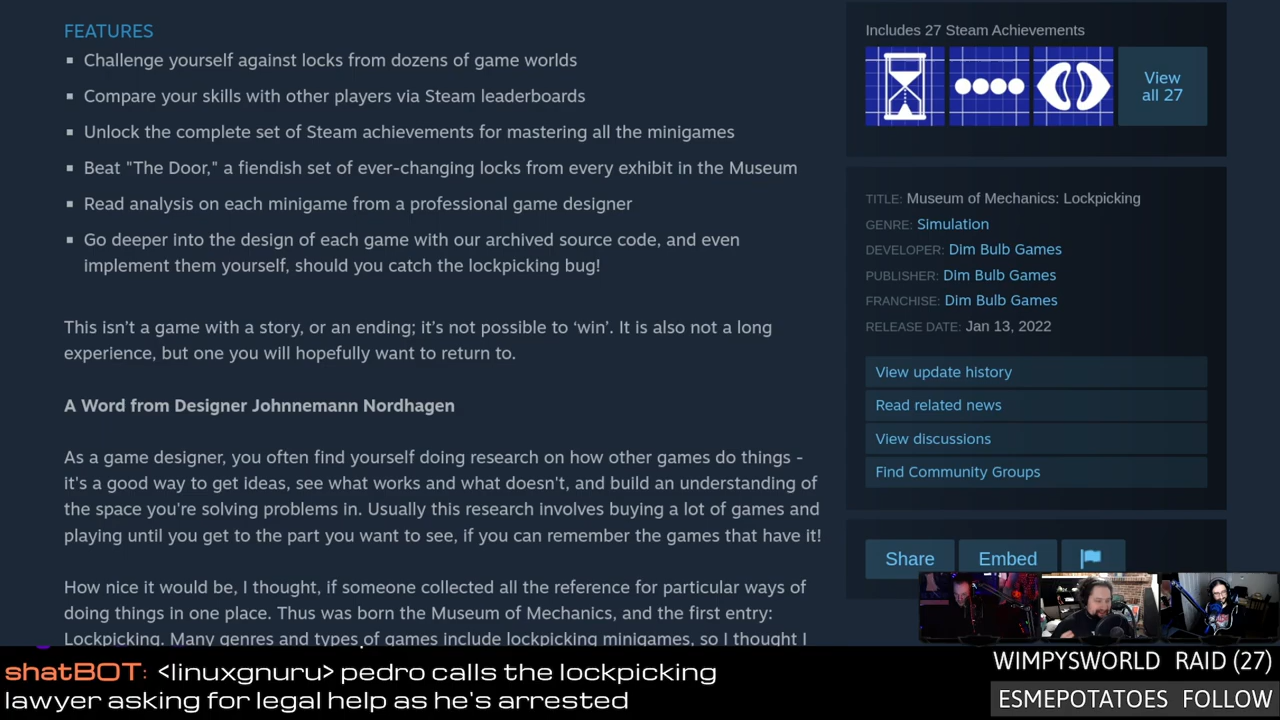 FEATURES
Challenge yourself against locks from dozens of game worlds
Compare your skills with other players via Steam leaderboards
Unlock the complete set of Steam achievements for mastering all the minigames
Beat "The Door," a fiendish set of ever-changing locks from every exhibit in the Museum
Read analysis on each minigame from a professional game designer
Go deeper into the design of each game with our archived source code, and even
implement them yourself, should you catch the lockpicking bug!
This isn’t a game with a story, or an ending; it’s not possible to ‘win’. It is also not a long
experience, but one you will hopefully want to return to.
A Word from Designer Johnnemann Nordhagen
As a game designer, you often find yourself doing research on how other games do things -
it's a good way to get ideas, see what works and what doesn't, and build an understanding of
the space you're solving problems in. Usually this research involves buying a lot of games and
playing until you get to the part you want to see, if you can remember the games that have it!
How nice it would be, I thought, if someone collected all the reference for particular ways of
doing things in one place. Thus was born the Museum of Mechanics, and the first entry:
Lockpicking. Many genres and types of games include lockpicking minigames, so I thought I
Includes 27 Steam Achievements
View
all 27
TITLE: Museum of Mechanics: Lockpicking
GENRE: Simulation
DEVELOPER: Dim Bulb Games
PUBLISHER: Dim Bulb Games
FRANCHISE: Dim Bulb Games
RELEASE DATE: Jan 13, 2022
View update history
Read related news
View discussions
Find Community Groups
Share
Embed
shatBOT: <linuxgnuru> pedro calls the lockpicking
lawyer asking for legal help as he's arrested
WIMPYSWORLD RAID (27)
ESMEPOTATOES FOLLOW